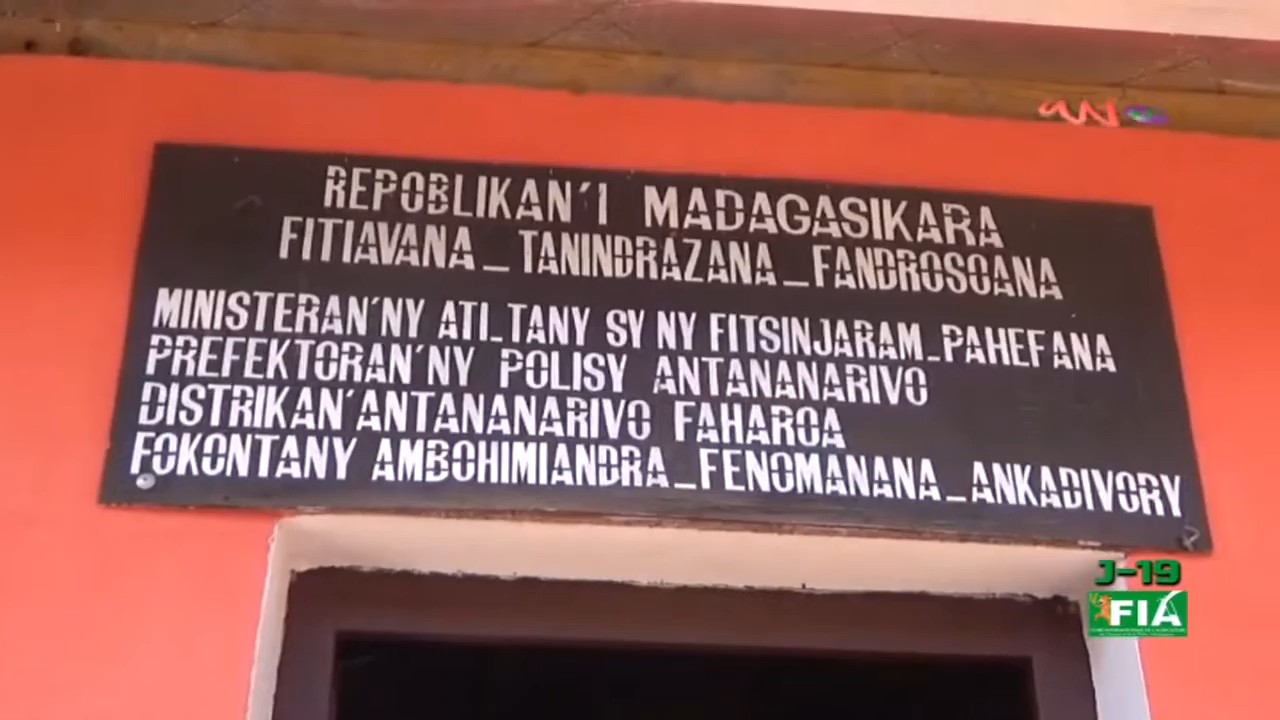 REPOBLIKAN'I MADAGASIKARA
FITIAVANA_TANINDRAZANA_FANDROSOANA
MINISTERAN'NY ATI_TANY SY NY FITSINJARAM_PAHEFANA
PREFEKTORAN'NY POLISY ANTANANARIVO
DISTRIKAN'ANTANANARIVO FAHAROA
FOKONTANY AMBOHIMIANDRA_FENOMANANA_ANKADIVORY
J-19
FIA